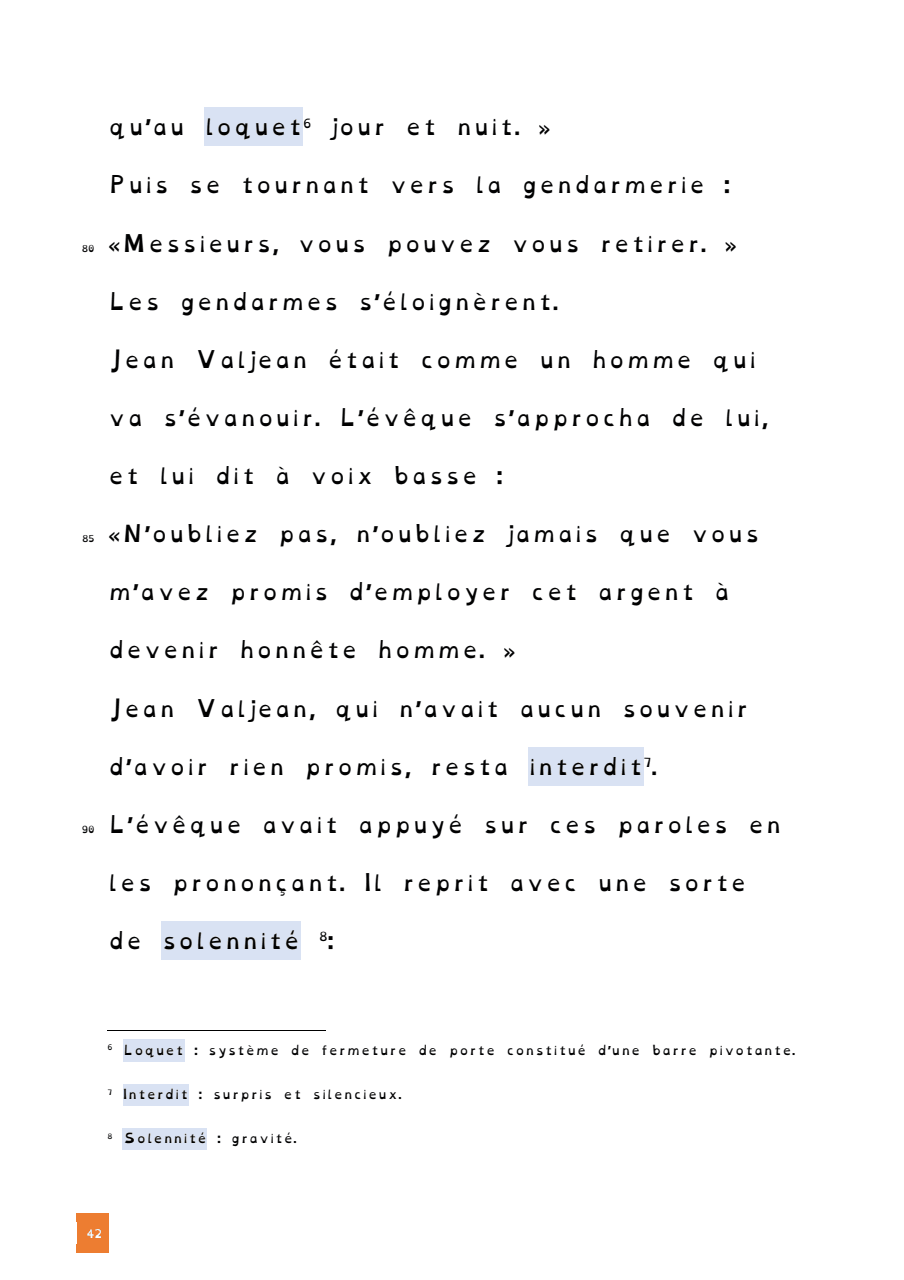 qu'au loquet⁶ jour et nuit. »
Puis se tournant vers la gendarmerie :
80 «Messieurs, vous pouvez vous retirer. »
Les gendarmes s'éloignèrent.
Jean Valjean était comme un homme qui
va s'évanouir. L'évêque s'approcha de lui,
et lui dit à voix basse :
85 «N'oubliez pas, n'oubliez jamais que vous
m'avez promis d'employer cet argent à
devenir honnête homme. »
Jean Valjean, qui n'avait aucun souvenir
d'avoir rien promis, resta interdit⁷.
90 L'évêque avait appuyé sur ces paroles en
les prononçant. Il reprit avec une sorte
de solennité ⁸:
⁶ Loquet : système de fermeture de porte constitué d'une barre pivotante.
⁷ Interdit : surpris et silencieux.
⁸ Solennité : gravité.
42